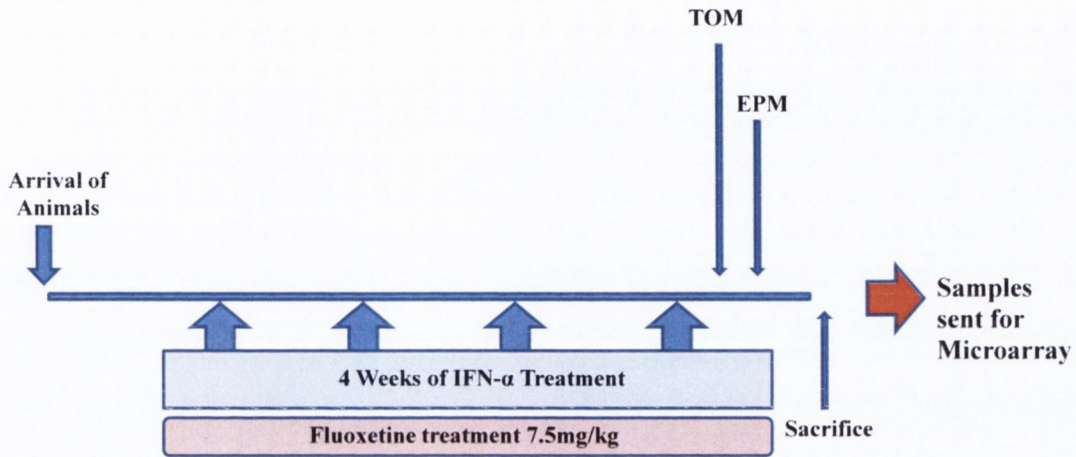 TOM
EPM
Arrival of
Animals
Samples
sent for
Microarray
4 Weeks of IFN-α Treatment
Fluoxetine treatment 7.5mg/kg
Sacrifice